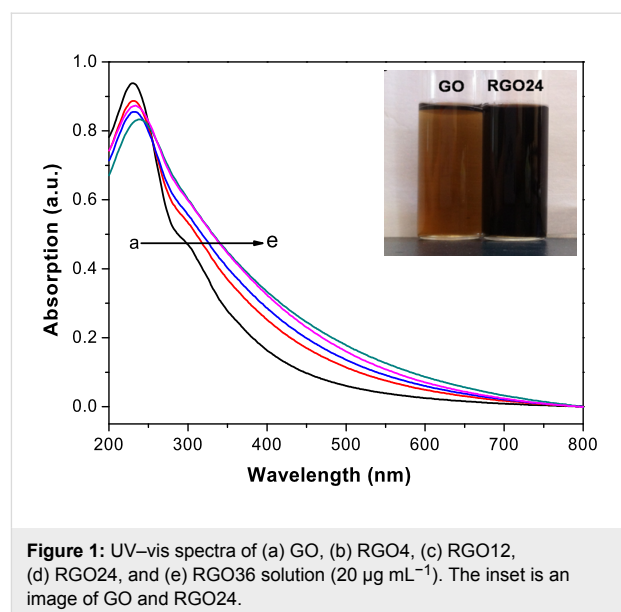 1.0
0.8
0.6
0.4
0.2
0.0
200 300 400 500 600 700 800
Absorption (a.u.)
Wavelength (nm)
a e
GO RGO24
Figure 1: UV–vis spectra of (a) GO, (b) RGO4, (c) RGO12,
(d) RGO24, and (e) RGO36 solution (20 µg mL⁻¹). The inset is an
image of GO and RGO24.